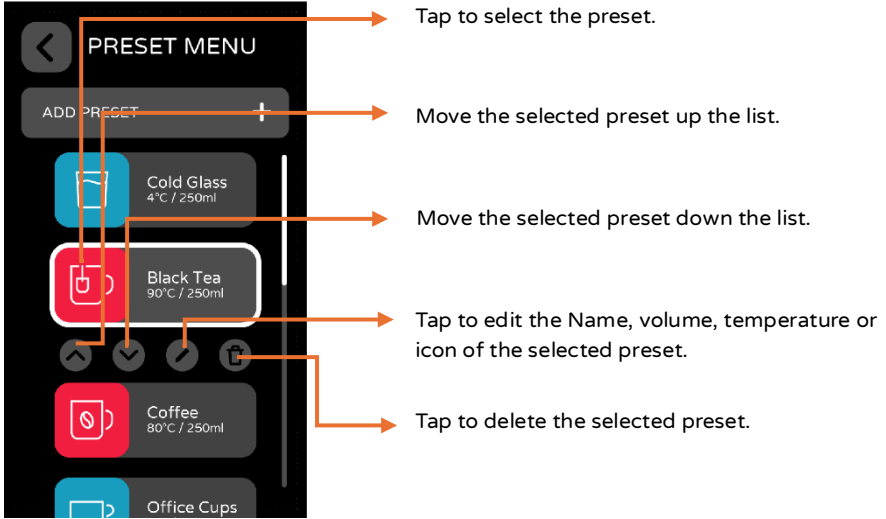 PRESET MENU
ADD PRESET
Cold Glass
4°C / 250ml
Black Tea
90°C / 250ml
Coffee
80°C / 250ml
Office Cups
Tap to select the preset.
Move the selected preset up the list.
Move the selected preset down the list.
Tap to edit the Name, volume, temperature or
icon of the selected preset.
Tap to delete the selected preset.